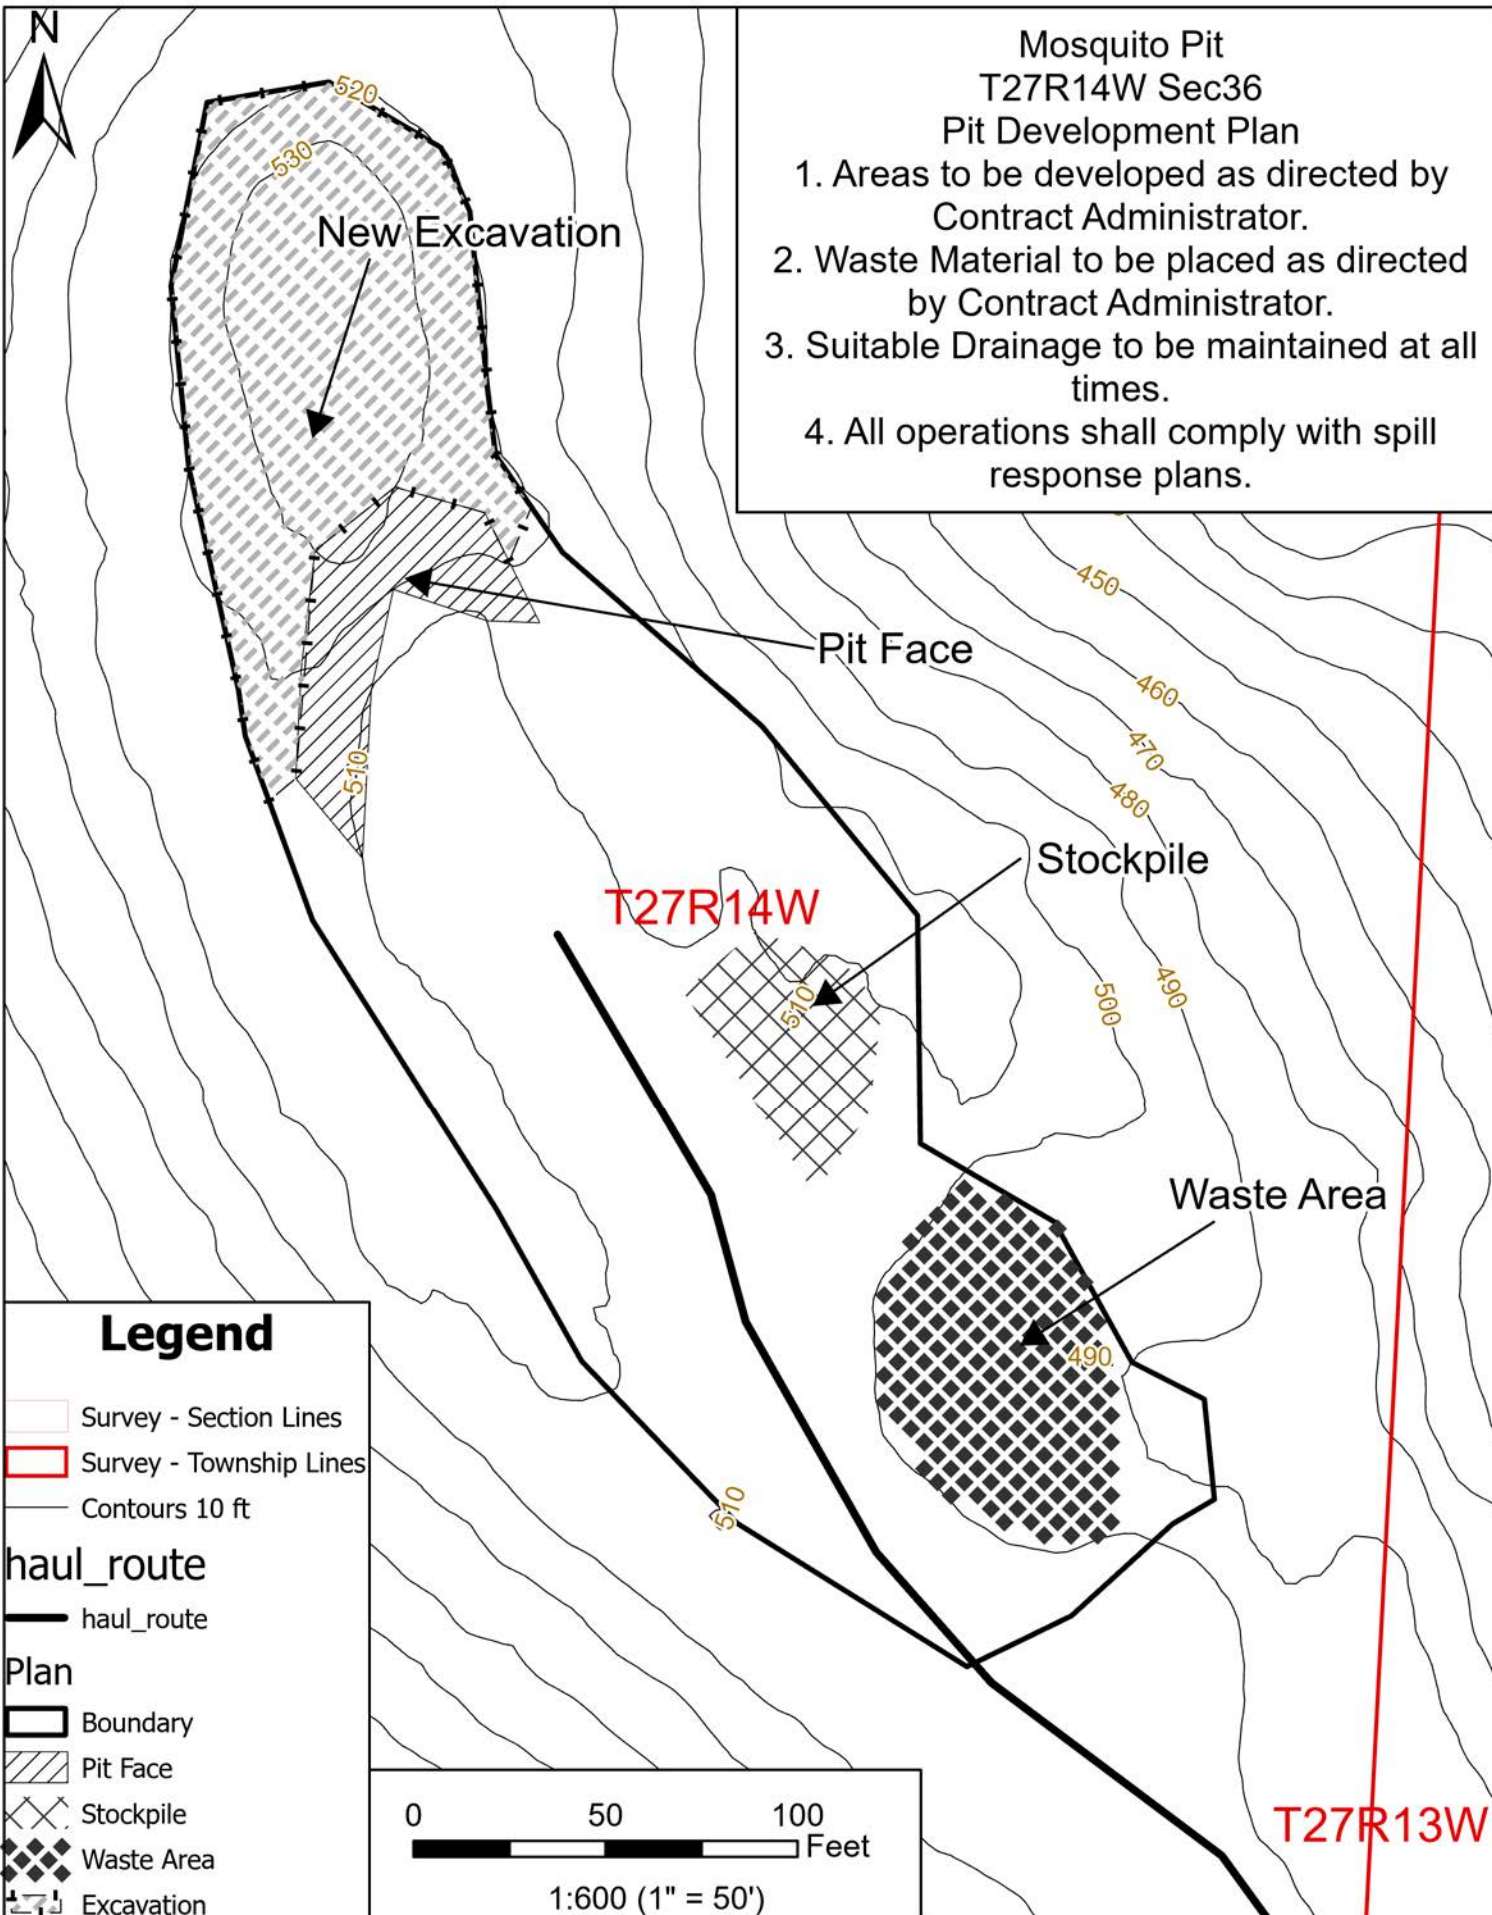 N
Mosquito Pit
T27R14W Sec36
Pit Development Plan
1. Areas to be developed as directed by
Contract Administrator.
2. Waste Material to be placed as directed
by Contract Administrator.
3. Suitable Drainage to be maintained at all
times.
4. All operations shall comply with spill
response plans.
520
530
New Excavation
450
Pit Face
460
470
510
480
Stockpile
T27R14W
510
500
490
Waste Area
490
510
Legend
Survey - Section Lines
Survey - Township Lines
Contours 10 ft
haul_route
haul_route
Plan
Boundary
Pit Face
Stockpile
Waste Area
Excavation
0 50 100
Feet
1:600 (1" = 50')
T27R13W